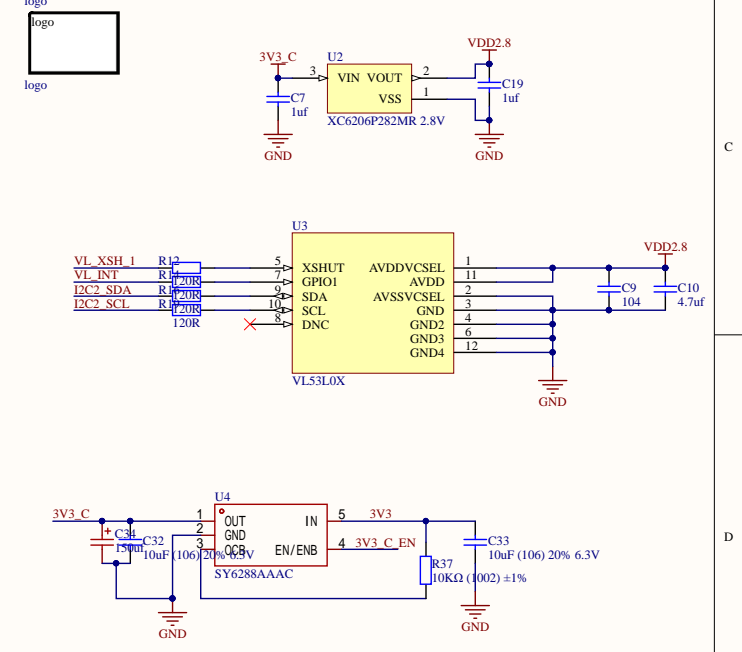 logo
logo
logo
3V3_C
C7
1uf
GND
U2
3 VIN VOUT 2
VSS 1
XC6206P282MR 2.8V
VDD2.8
C19
1uf
GND
C
U3
VL_XSH_1 R12 5 XSHUT AVDDVCSEL 1
VL_INT 7 GPIO1 AVDD 11
120R
I2C2_SDA 9 SDA AVSSVCSEL 2
120R
I2C2_SCL 10 SCL GND 3
120R
120R
8 DNC GND2 4
GND3 6
GND4 12
VL53L0X
VDD2.8
C9
104
C10
4.7uf
GND
U4
3V3_C
1 OUT IN 5 3V3
2 GND
3 OCB EN/ENB 4 3V3_C_EN
SY6288AAAC
+ C34
150uf
C32
10uF (106) 20% 6.3V
GND
R37
10KΩ (1002) ±1%
C33
10uF (106) 20% 6.3V
GND
D